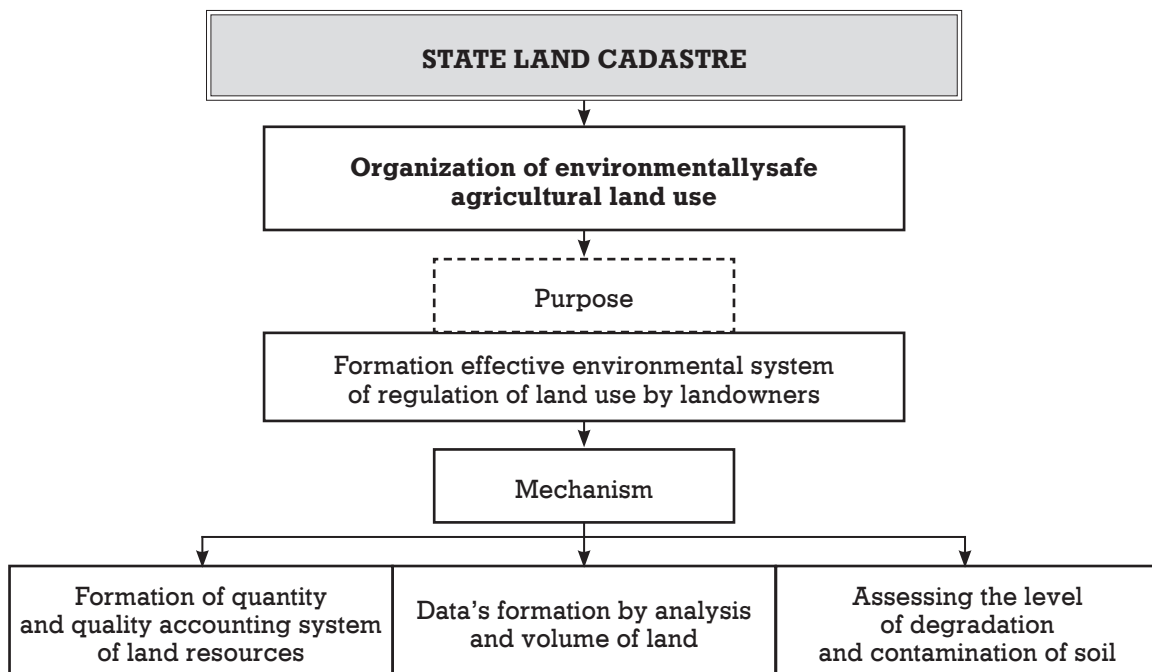 STATE LAND CADASTRE
Organization of environmentallysafe
agricultural land use
Purpose
Formation effective environmental system
of regulation of land use by landowners
Mechanism
Formation of quantity
and quality accounting system
of land resources
Data's formation by analysis
and volume of land
Assessing the level
of degradation
and contamination of soil